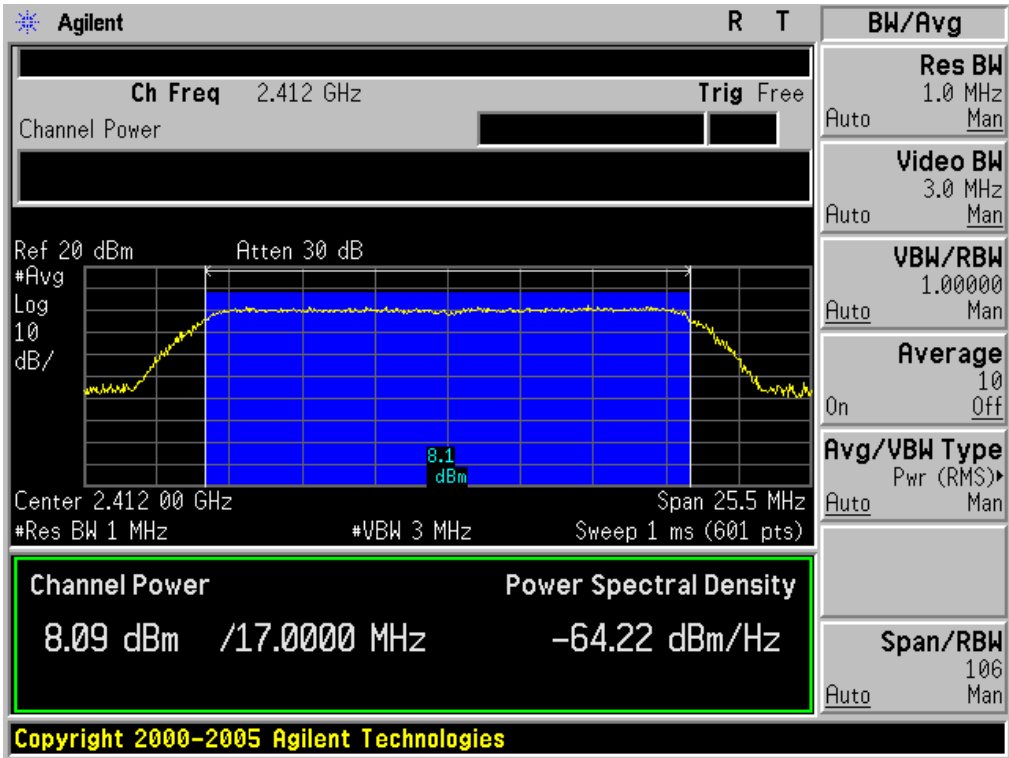 Agilent R T
Ch Freq 2.412 GHz Trig Free
Channel Power
Ref 20 dBm Atten 30 dB
#Avg
Log
10
dB/
8.1
dBm
Center 2.412 00 GHz Span 25.5 MHz
#Res BW 1 MHz #VBW 3 MHz Sweep 1 ms (601 pts)
Channel Power Power Spectral Density
8.09 dBm /17.0000 MHz -64.22 dBm/Hz
Copyright 2000-2005 Agilent Technologies
BW/Avg
Res BW
1.0 MHz
Auto Man
Video BW
3.0 MHz
Auto Man
VBW/RBW
1.00000
Auto Man
Average
10
On Off
Avg/VBW Type
Pwr (RMS)▸
Auto Man
Span/RBW
106
Auto Man